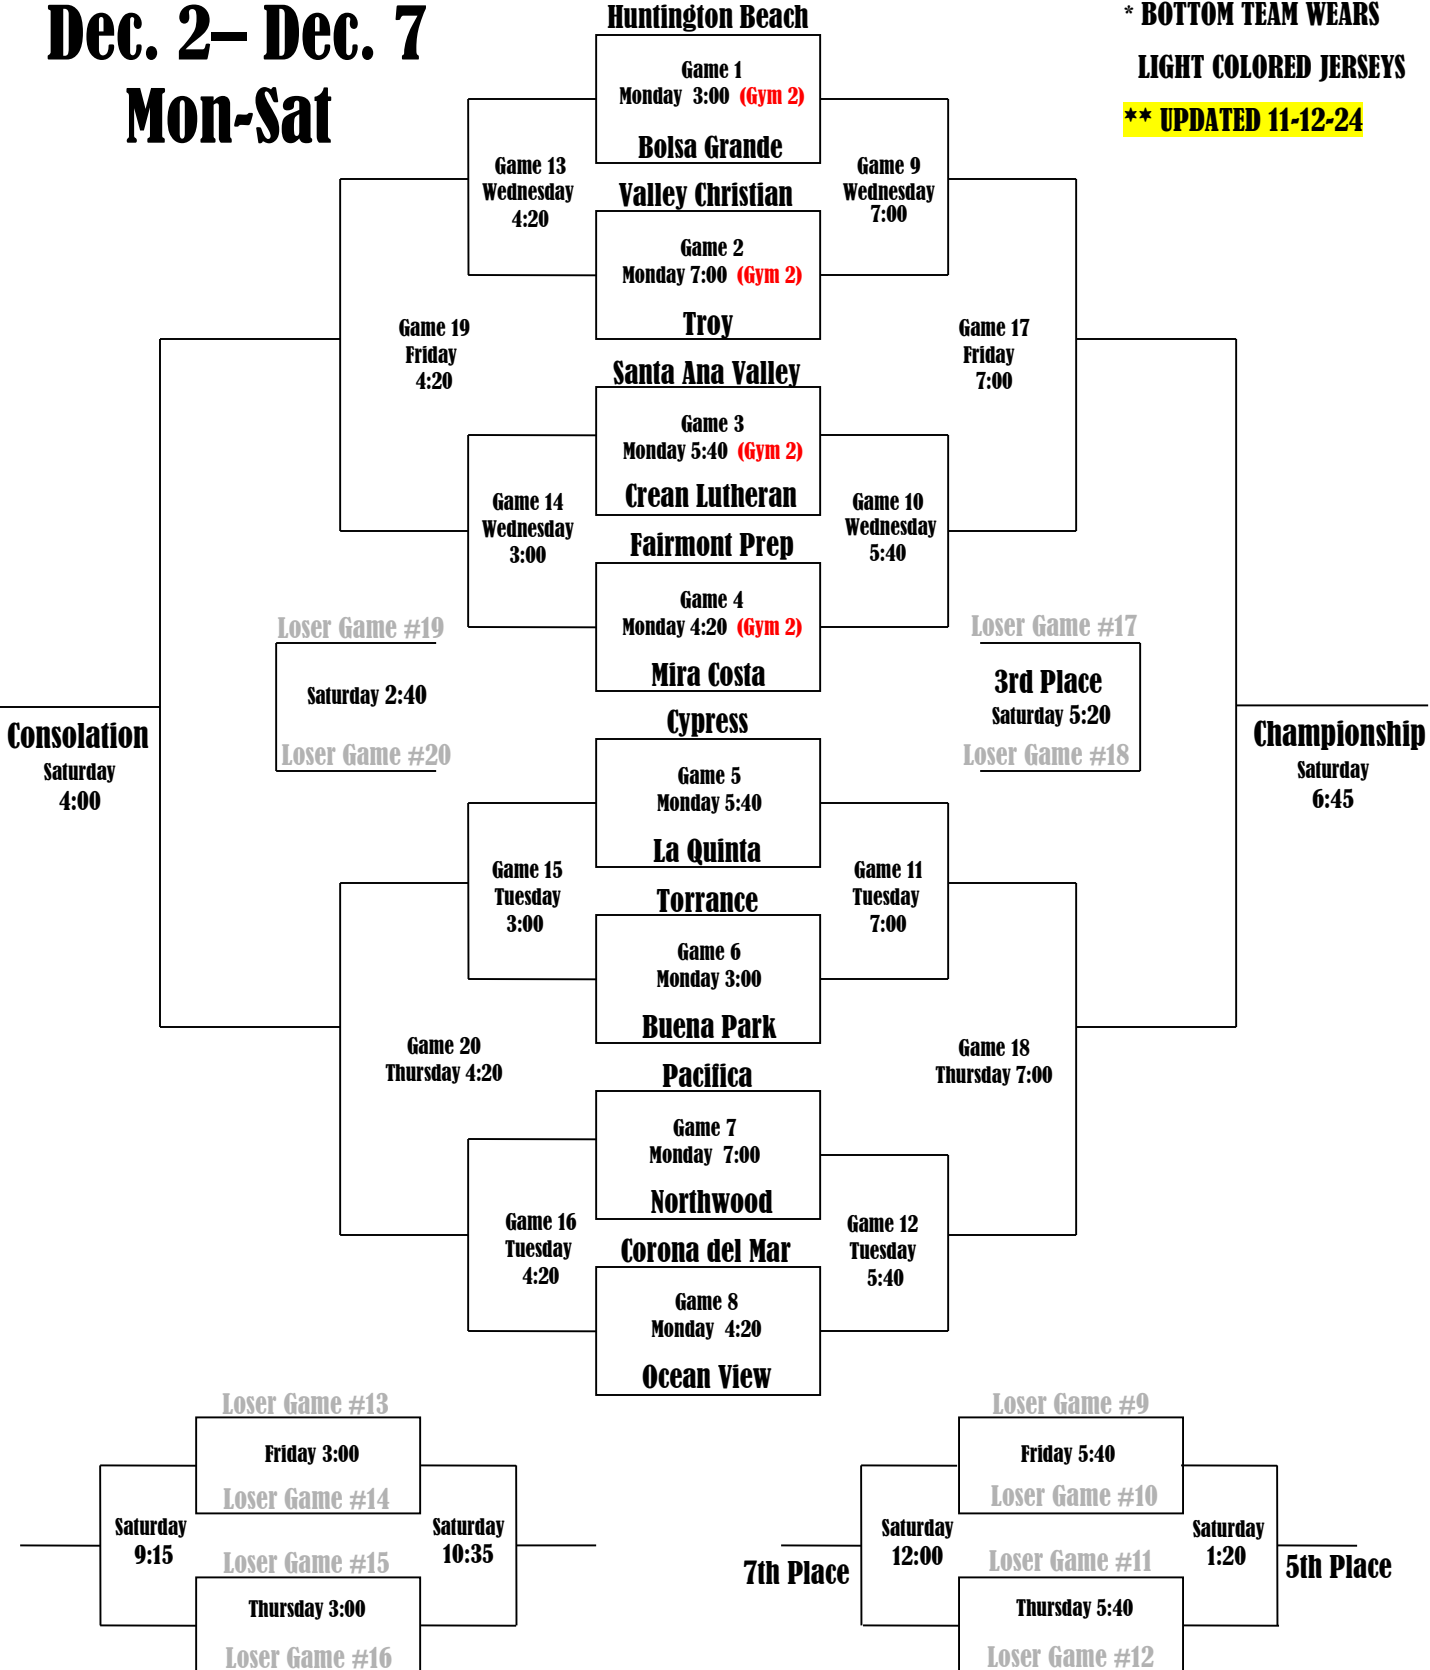 Dec. 2– Dec. 7
Mon-Sat
* BOTTOM TEAM WEARS
LIGHT COLORED JERSEYS
** UPDATED 11-12-24
Huntington Beach
Game 1
Monday 3:00 (Gym 2)
Bolsa Grande
Game 13
Wednesday
4:20
Game 9
Wednesday
7:00
Valley Christian
Game 2
Monday 7:00 (Gym 2)
Troy
Game 19
Friday
4:20
Game 17
Friday
7:00
Santa Ana Valley
Game 3
Monday 5:40 (Gym 2)
Crean Lutheran
Game 14
Wednesday
3:00
Game 10
Wednesday
5:40
Fairmont Prep
Game 4
Monday 4:20 (Gym 2)
Mira Costa
Loser Game #19
Saturday 2:40
Loser Game #20
Loser Game #17
3rd Place
Saturday 5:20
Loser Game #18
Consolation
Saturday
4:00
Championship
Saturday
6:45
Cypress
Game 5
Monday 5:40
La Quinta
Game 15
Tuesday
3:00
Game 11
Tuesday
7:00
Torrance
Game 6
Monday 3:00
Buena Park
Game 20
Thursday 4:20
Game 18
Thursday 7:00
Pacifica
Game 7
Monday 7:00
Northwood
Game 16
Tuesday
4:20
Game 12
Tuesday
5:40
Corona del Mar
Game 8
Monday 4:20
Ocean View
Loser Game #13
Friday 3:00
Loser Game #14
Saturday
9:15
Saturday
10:35
Loser Game #15
Thursday 3:00
Loser Game #16
Loser Game #9
Friday 5:40
Loser Game #10
Saturday
12:00
Saturday
1:20
7th Place
5th Place
Loser Game #11
Thursday 5:40
Loser Game #12